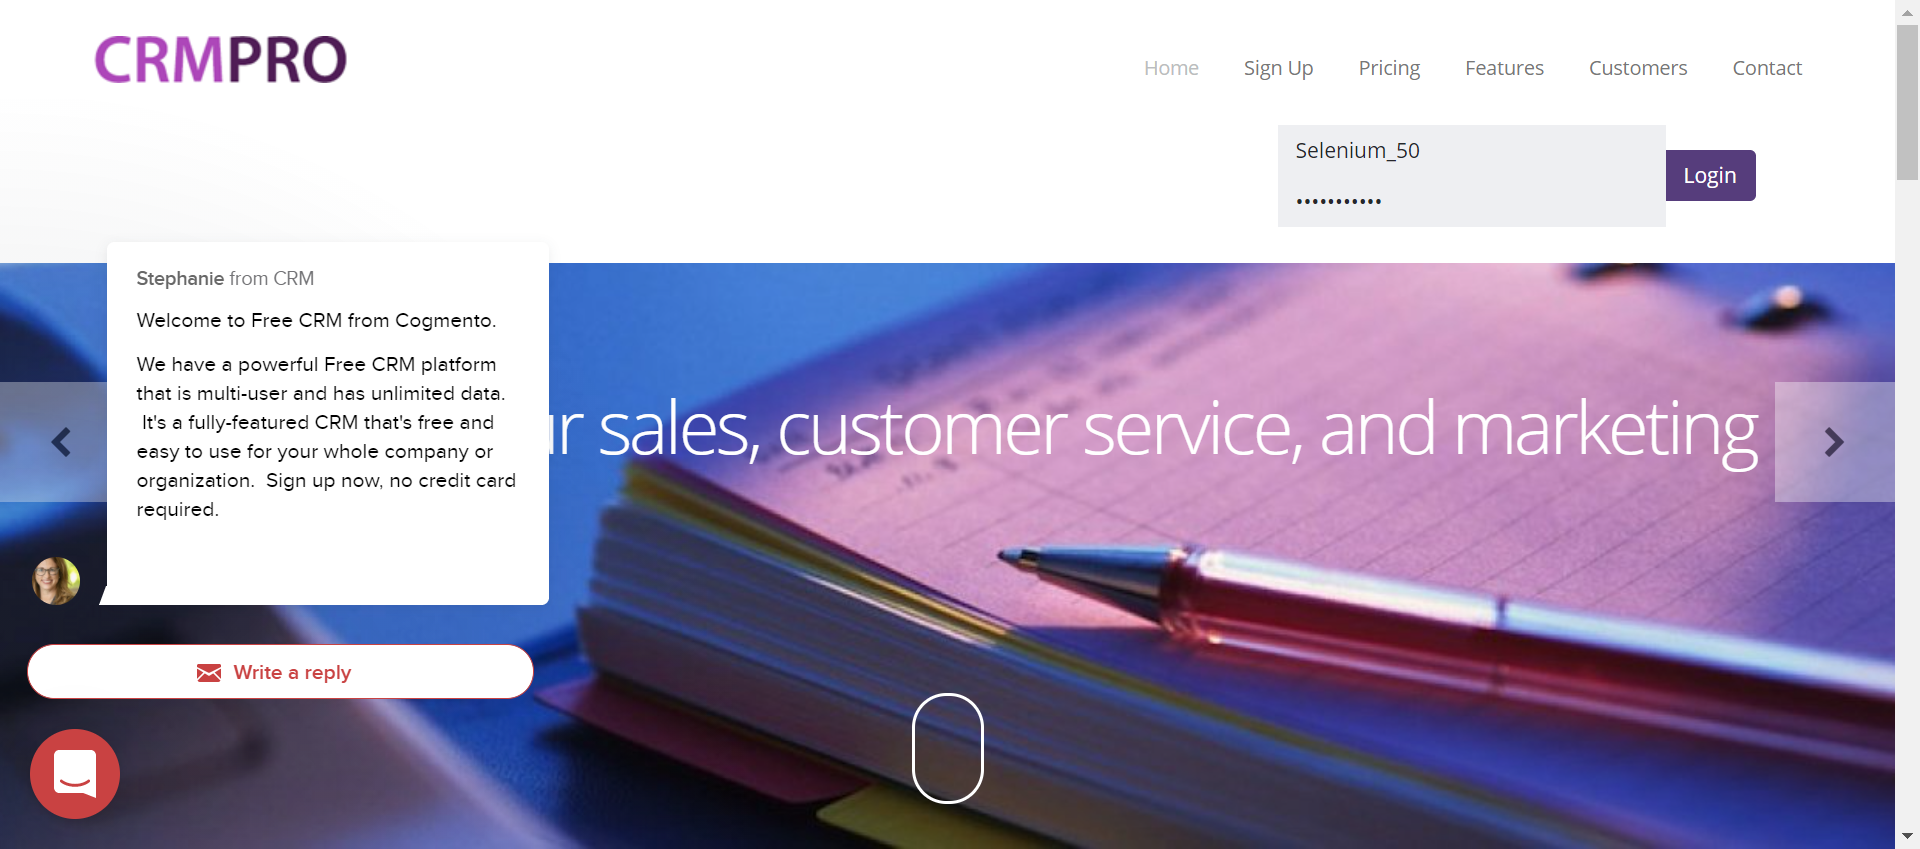 CRMPRO
Home Sign Up Pricing Features Customers Contact
Selenium_50
•••••••••••
Login
Stephanie from CRM
Welcome to Free CRM from Cogmento.
We have a powerful Free CRM platform
that is multi-user and has unlimited data.
It's a fully-featured CRM that's free and
easy to use for your whole company or
organization. Sign up now, no credit card
required.
sales, customer service, and marketing
Write a reply